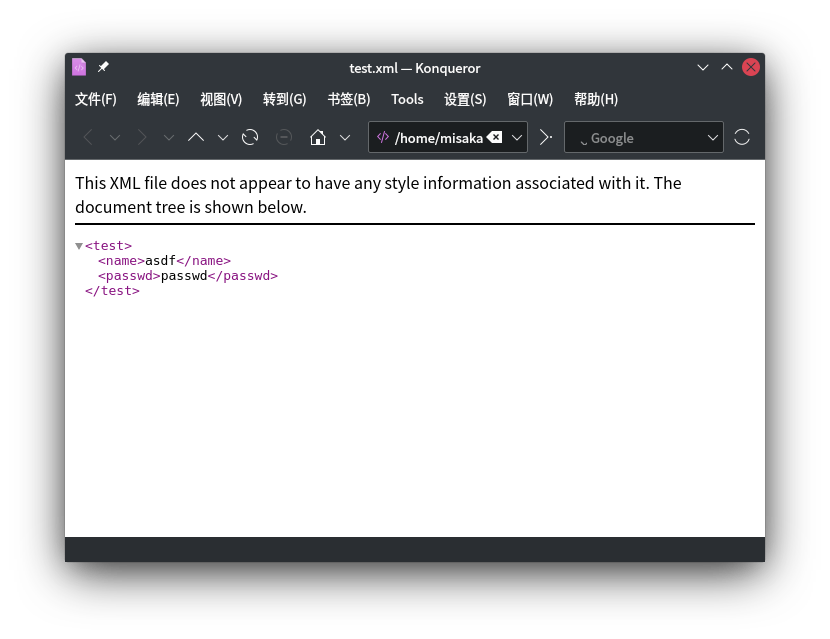 test.xml — Konqueror
文件(F) 编辑(E) 视图(V) 转到(G) 书签(B) Tools 设置(S) 窗口(W) 帮助(H)
/home/misaka Google
This XML file does not appear to have any style information associated with it. The
document tree is shown below.
<test>
<name>asdf</name>
<passwd>passwd</passwd>
</test>